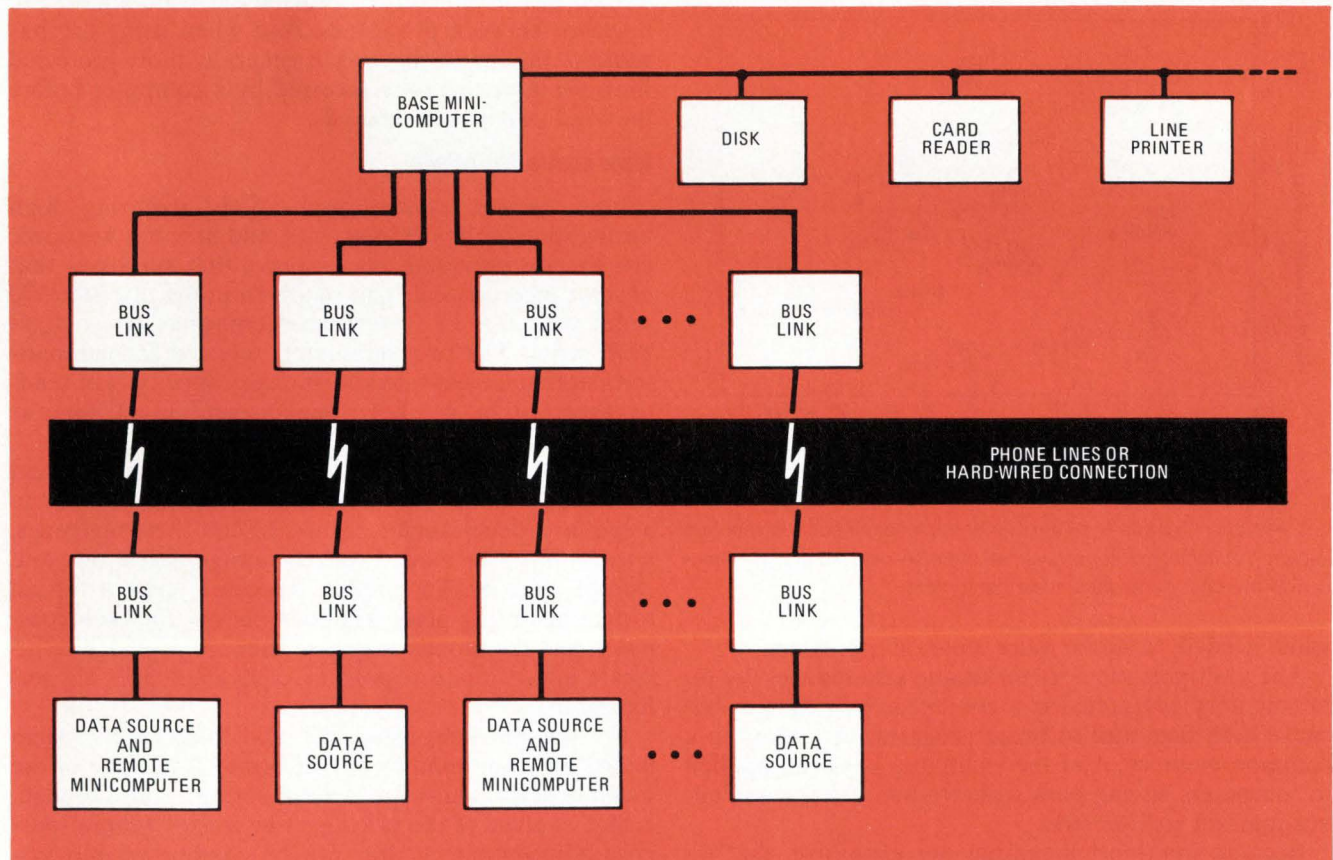 BASE MINI-
COMPUTER
DISK
CARD
READER
LINE
PRINTER
BUS
LINK
BUS
LINK
BUS
LINK
BUS
LINK
PHONE LINES OR
HARD-WIRED CONNECTION
BUS
LINK
BUS
LINK
BUS
LINK
BUS
LINK
DATA SOURCE
AND
REMOTE
MINICOMPUTER
DATA
SOURCE
DATA SOURCE
AND
REMOTE
MINICOMPUTER
DATA
SOURCE